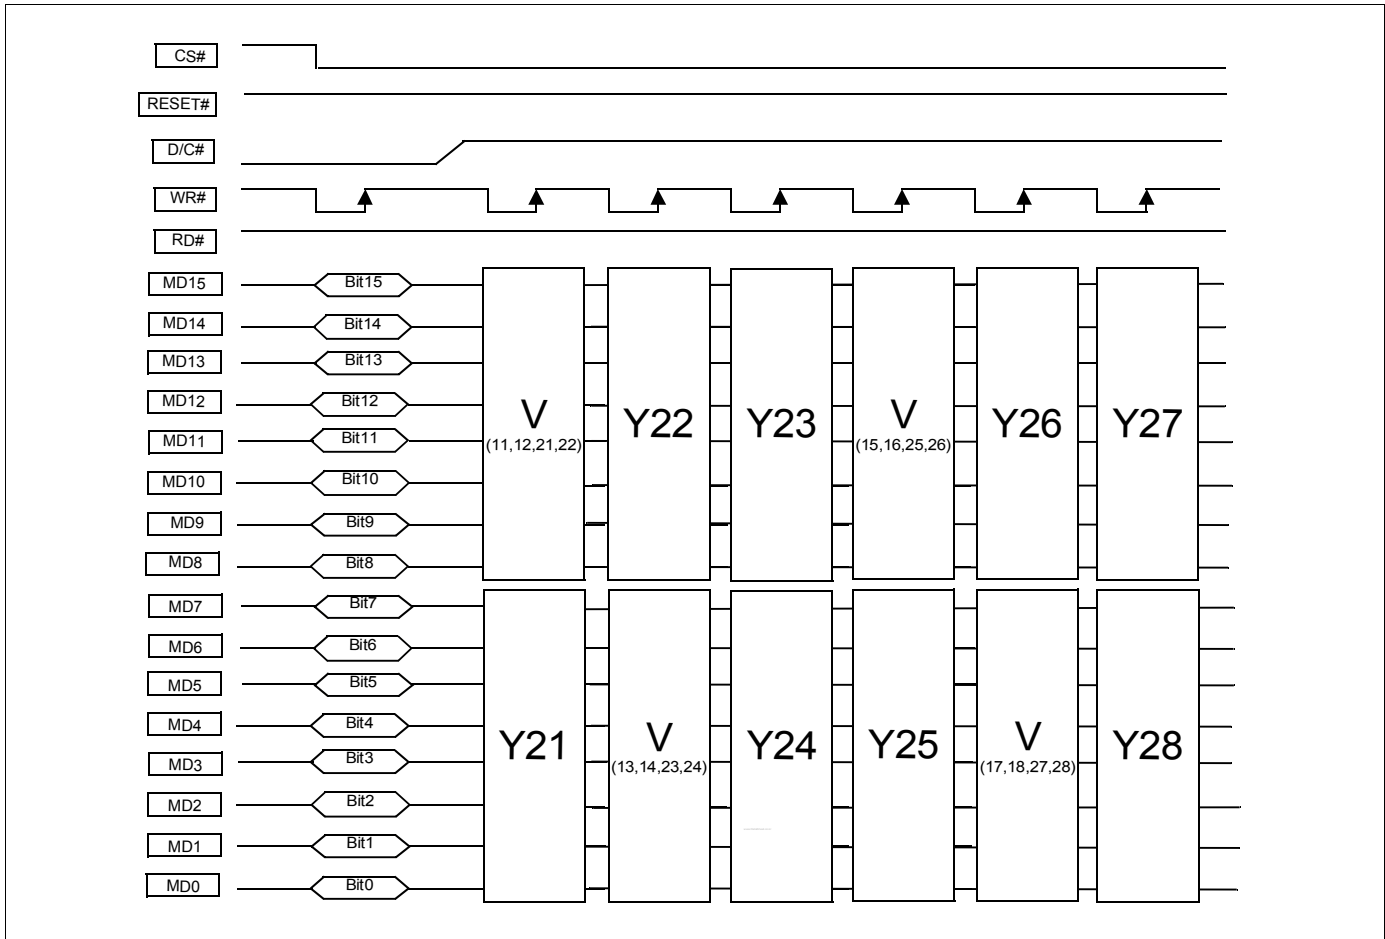 CS#
RESET#
D/C#
WR#
RD#
MD15 Bit15
MD14 Bit14
MD13 Bit13
MD12 Bit12
MD11 Bit11
MD10 Bit10
MD9 Bit9
MD8 Bit8
V Y22 Y23 V Y26 Y27
(11,12,21,22) (15,16,25,26)
MD7 Bit7
MD6 Bit6
MD5 Bit5
MD4 Bit4
MD3 Bit3
MD2 Bit2
MD1 Bit1
MD0 Bit0
Y21 V Y24 Y25 V Y28
(13,14,23,24) (17,18,27,28)